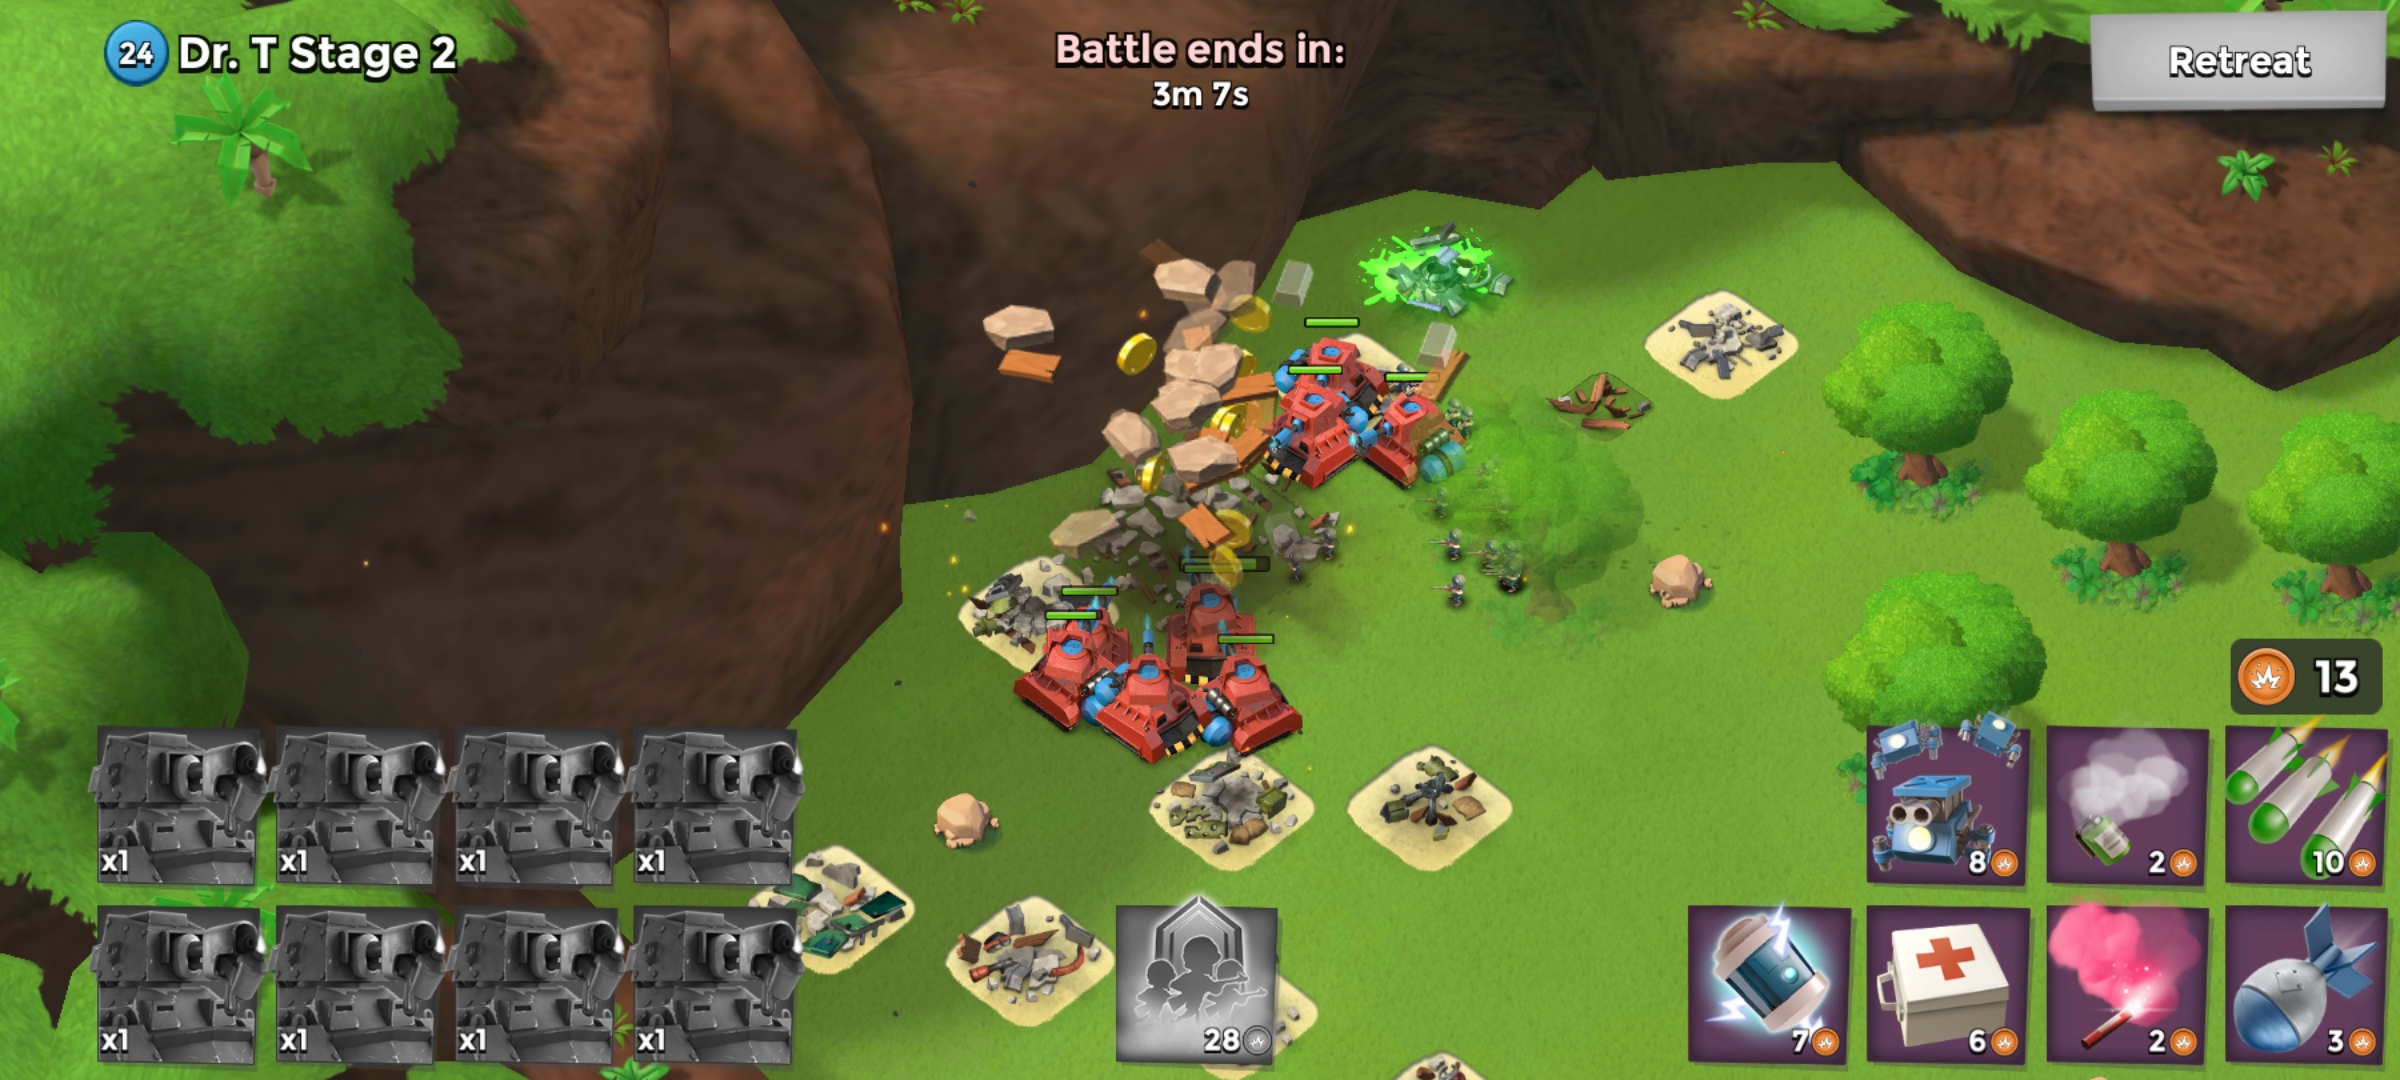 24 Dr. T Stage 2
Battle ends in:
3m 7s
Retreat
13
x1 x1 x1 x1
8 2 10
x1 x1 x1 x1
28
7 6 2 3